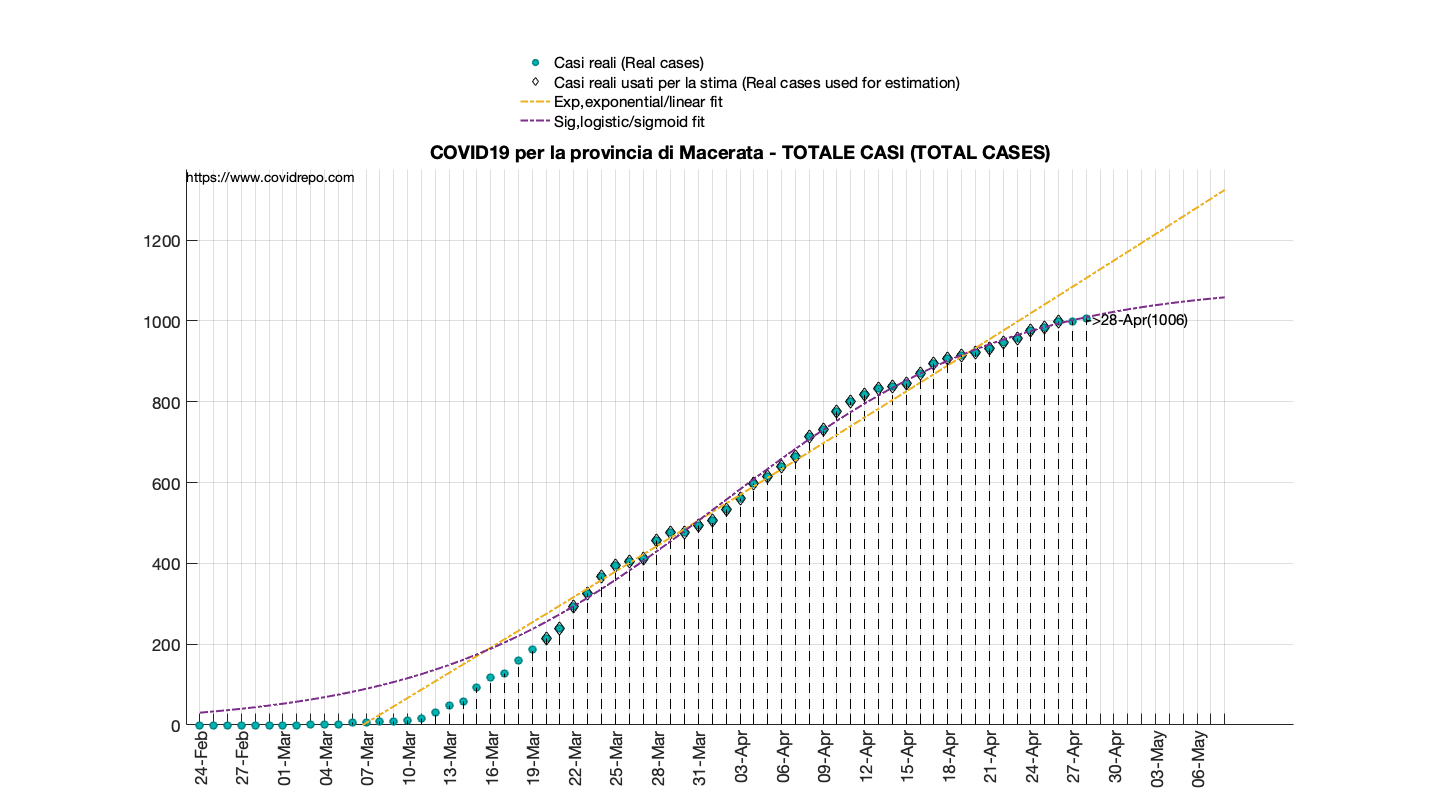 Casi reali (Real cases)
Casi reali usati per la stima (Real cases used for estimation)
Exp,exponential/linear fit
Sig,logistic/sigmoid fit
COVID19 per la provincia di Macerata - TOTALE CASI (TOTAL CASES)
https://www.covidrepo.com
1200
1000
800
600
400
200
0
-->28-Apr(1006)
24-Feb
27-Feb
01-Mar
04-Mar
07-Mar
10-Mar
13-Mar
16-Mar
19-Mar
22-Mar
25-Mar
28-Mar
31-Mar
03-Apr
06-Apr
09-Apr
12-Apr
15-Apr
18-Apr
21-Apr
24-Apr
27-Apr
30-Apr
03-May
06-May